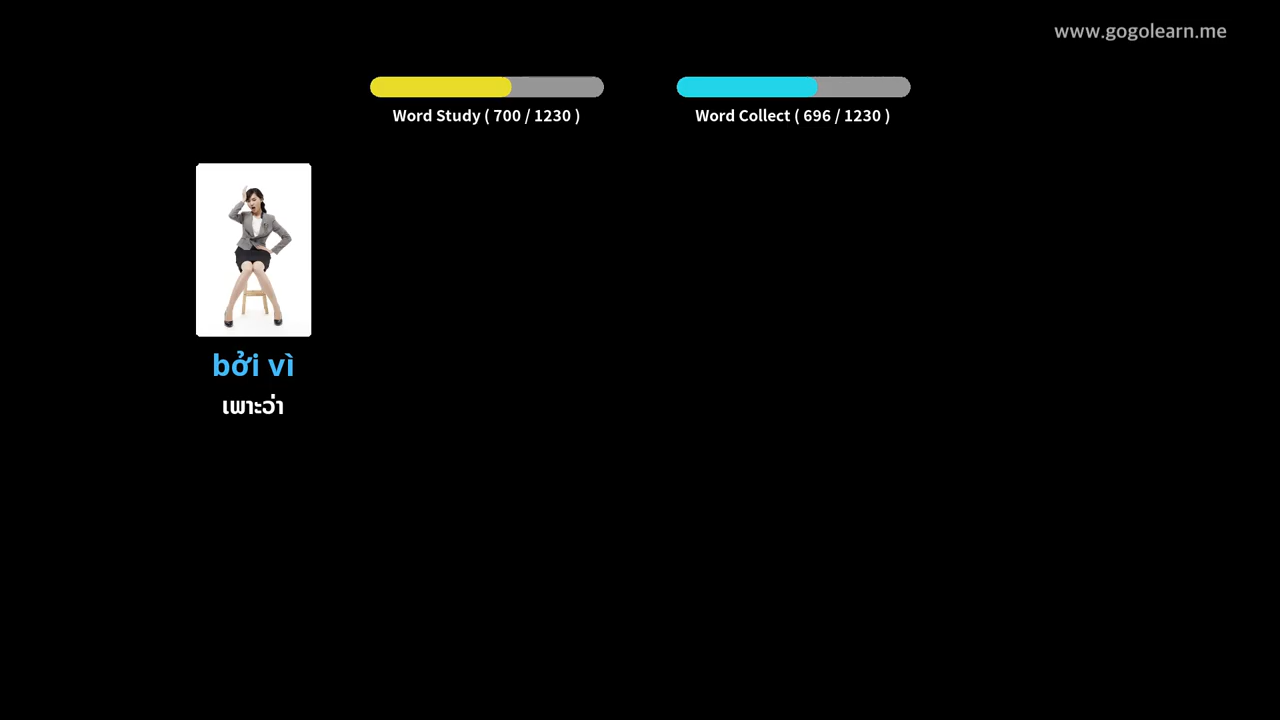 www.gogolearn.me
Word Study ( 700 / 1230 )
Word Collect ( 696 / 1230 )
bởi vì
เพาะว่า